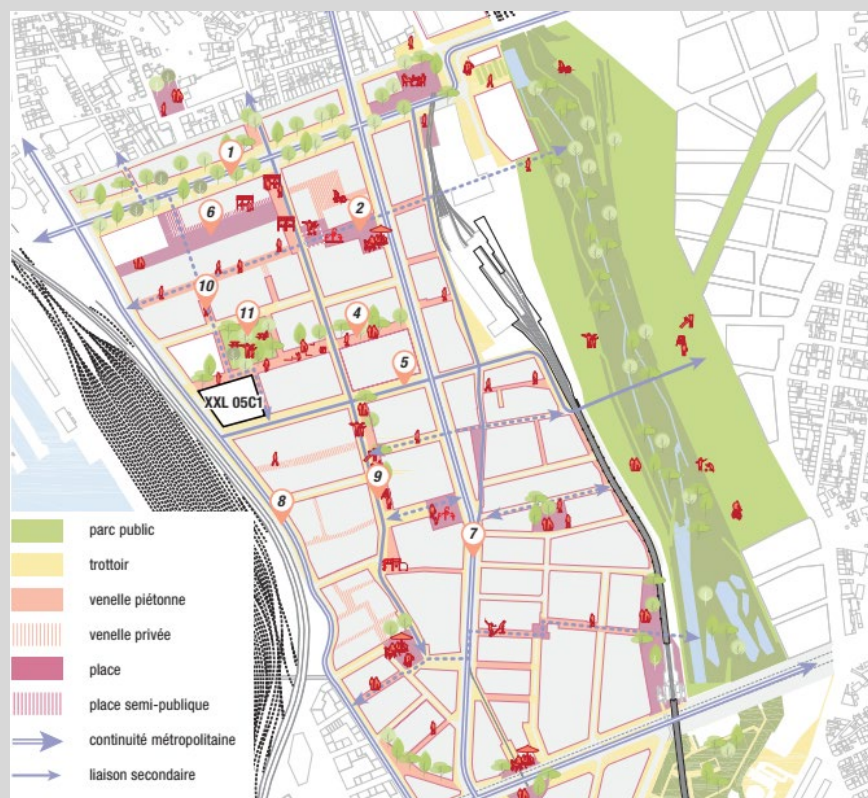 1
6
2
10
11
4
5
XXL 05C1
9
8
7
parc public
trottoir
venelle piétonne
venelle privée
place
place semi-publique
continuité métropolitaine
liaison secondaire